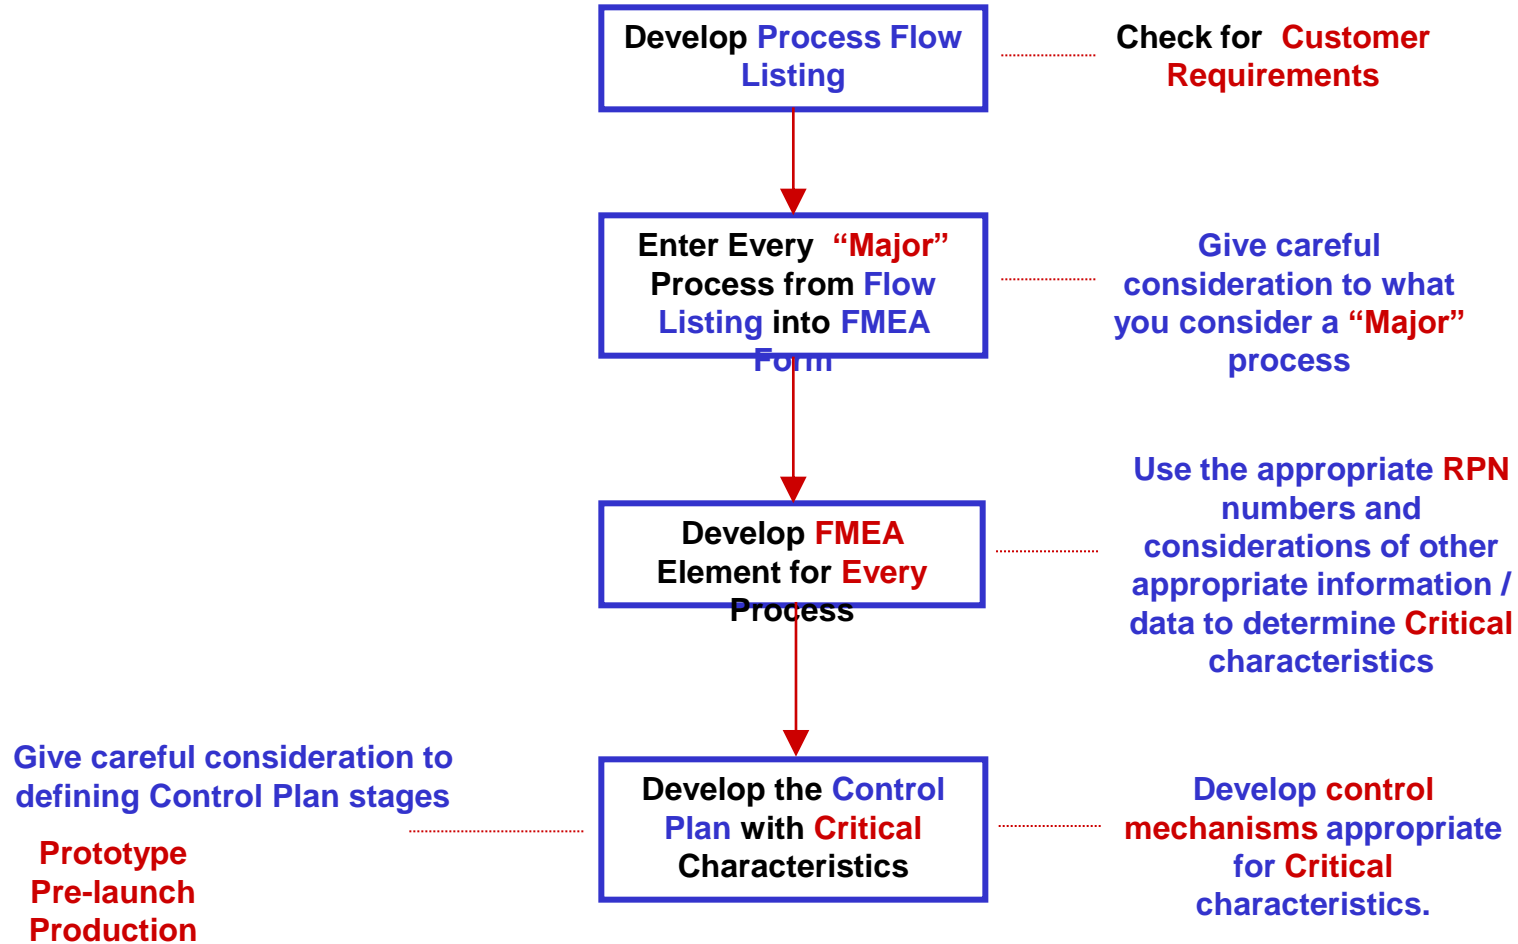 Develop Process Flow
Listing
Check for Customer
Requirements
Enter Every “Major”
Process from Flow
Listing into FMEA
Form
Give careful
consideration to what
you consider a “Major”
process
Develop FMEA
Element for Every
Process
Use the appropriate RPN
numbers and
considerations of other
appropriate information /
data to determine Critical
characteristics
Give careful consideration to
defining Control Plan stages
Prototype
Pre-launch
Production
Develop the Control
Plan with Critical
Characteristics
Develop control
mechanisms appropriate
for Critical
characteristics.